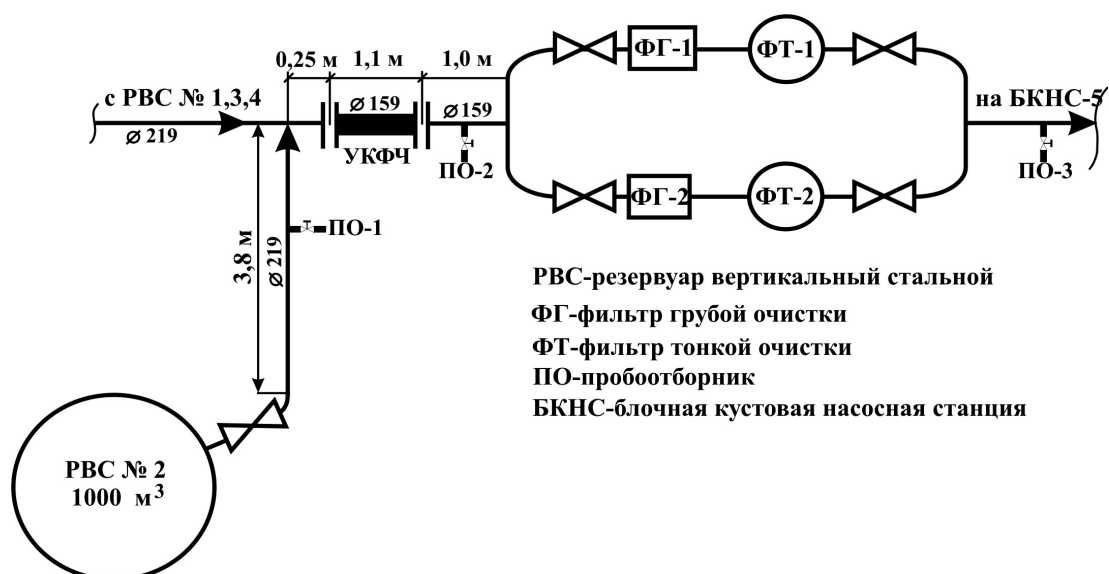 0,25 м
1,1 м
1,0 м
ФГ-1
ФТ-1
с РВС № 1,3,4
⌀ 159
⌀ 159
на БКНС-5
⌀ 219
УКФЧ
ПО-2
ПО-3
ФГ-2
ФТ-2
3,8 м
⌀ 219
ПО-1
РВС-резервуар вертикальный стальной
ФГ-фильтр грубой очистки
ФТ-фильтр тонкой очистки
ПО-пробоотборник
БКНС-блочная кустовая насосная станция
РВС № 2
1000 м³